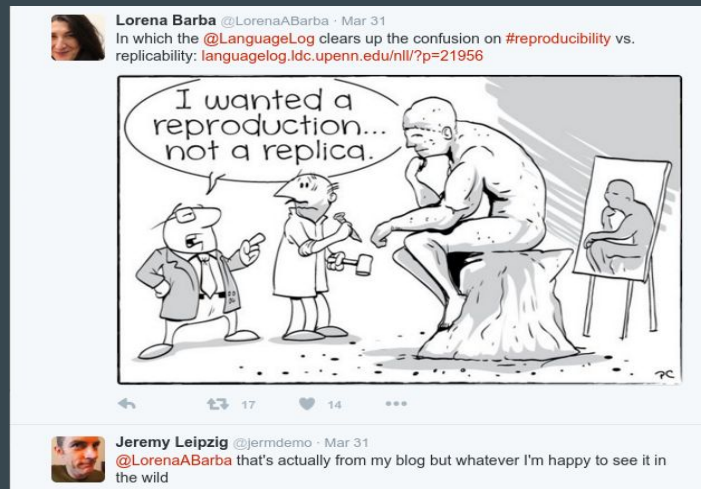 Lorena Barba @LorenaABarba · Mar 31
In which the @LanguageLog clears up the confusion on #reproducibility vs.
replicability: languagelog.ldc.upenn.edu/nll/?p=21956
I wanted a
reproduction...
not a replica.
PC
17 14
Jeremy Leipzig @jermdemo · Mar 31
@LorenaABarba that's actually from my blog but whatever I'm happy to see it in
the wild